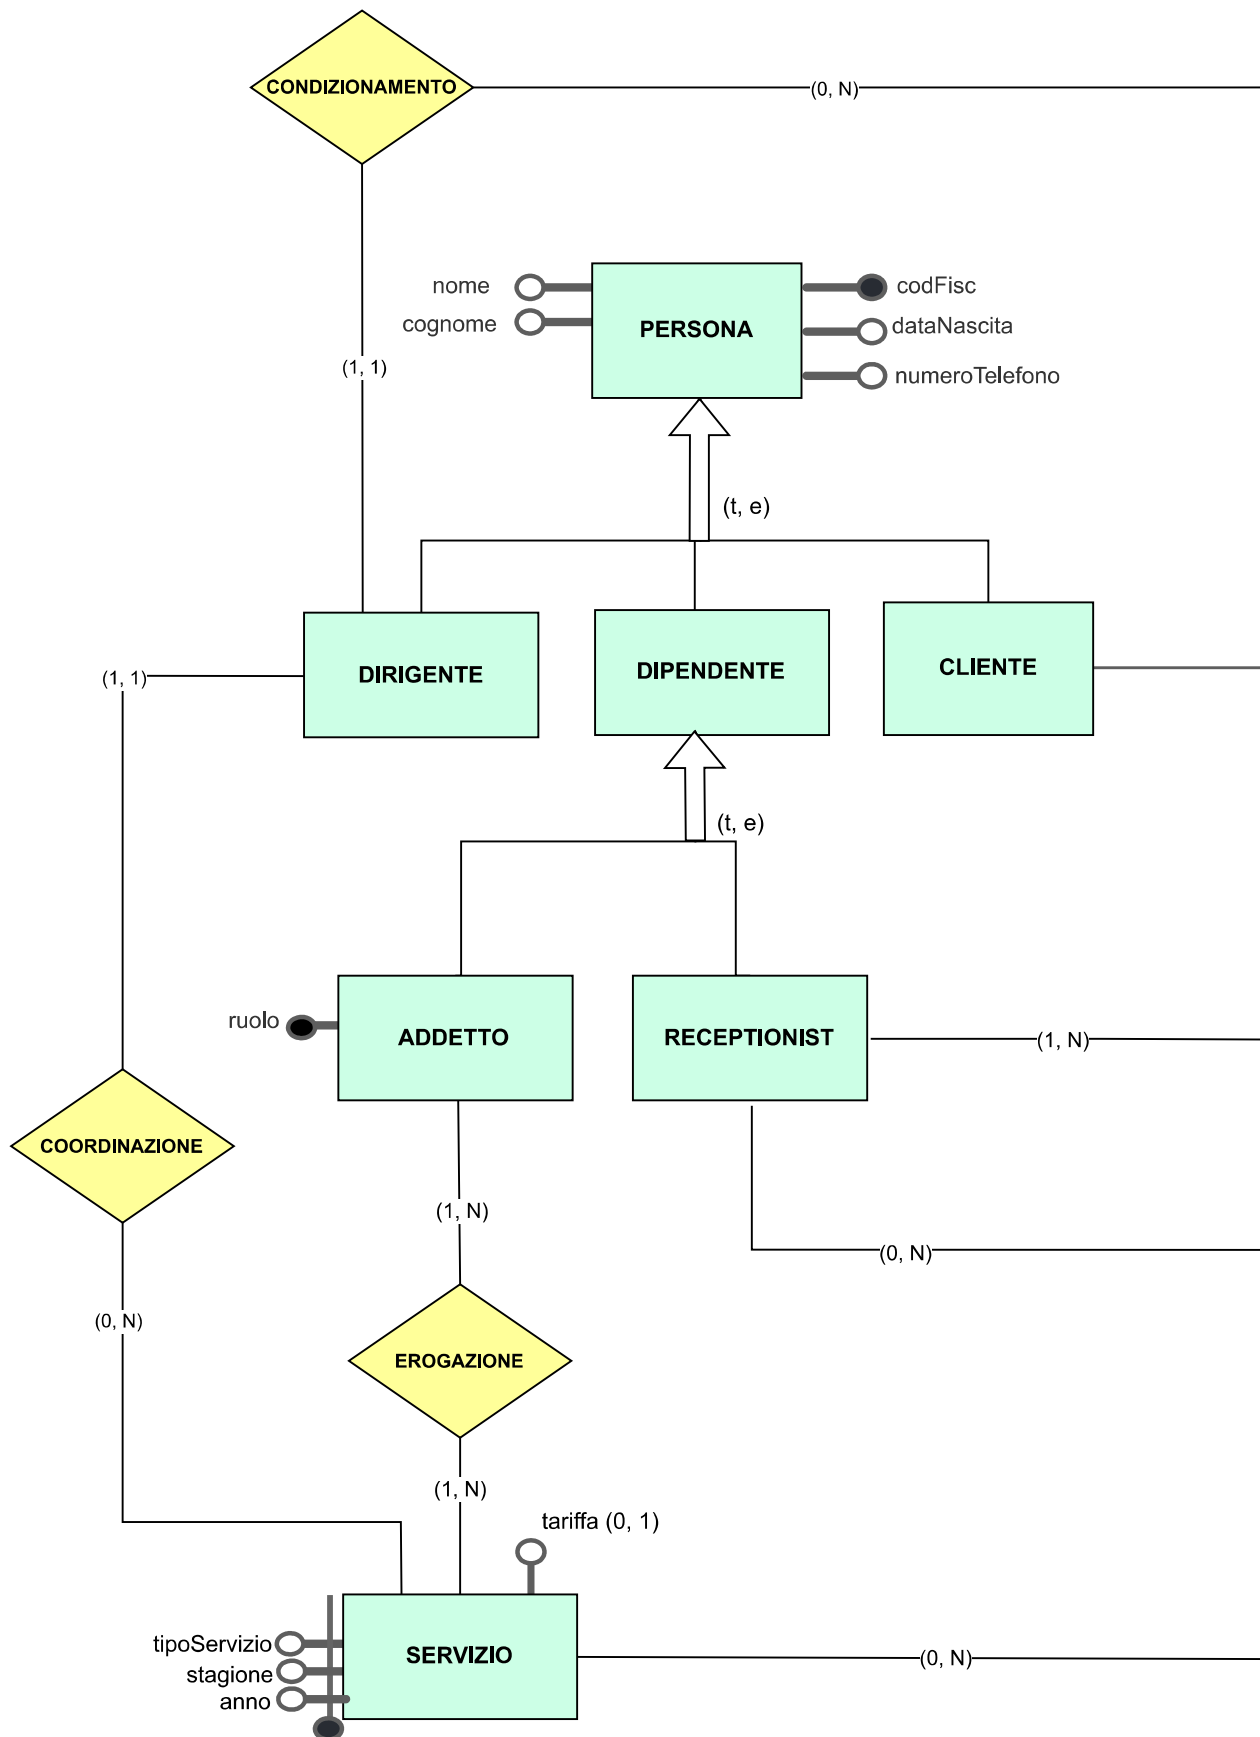 CONDIZIONAMENTO
(0, N)
nome
cognome
PERSONA
codFisc
dataNascita
numeroTelefono
(1, 1)
(t, e)
DIRIGENTE
DIPENDENTE
CLIENTE
(1, 1)
(t, e)
ruolo
ADDETTO
RECEPTIONIST
(1, N)
COORDINAZIONE
(1, N)
(0, N)
(0, N)
EROGAZIONE
(1, N)
tariffa (0, 1)
tipoServizio
stagione
anno
SERVIZIO
(0, N)